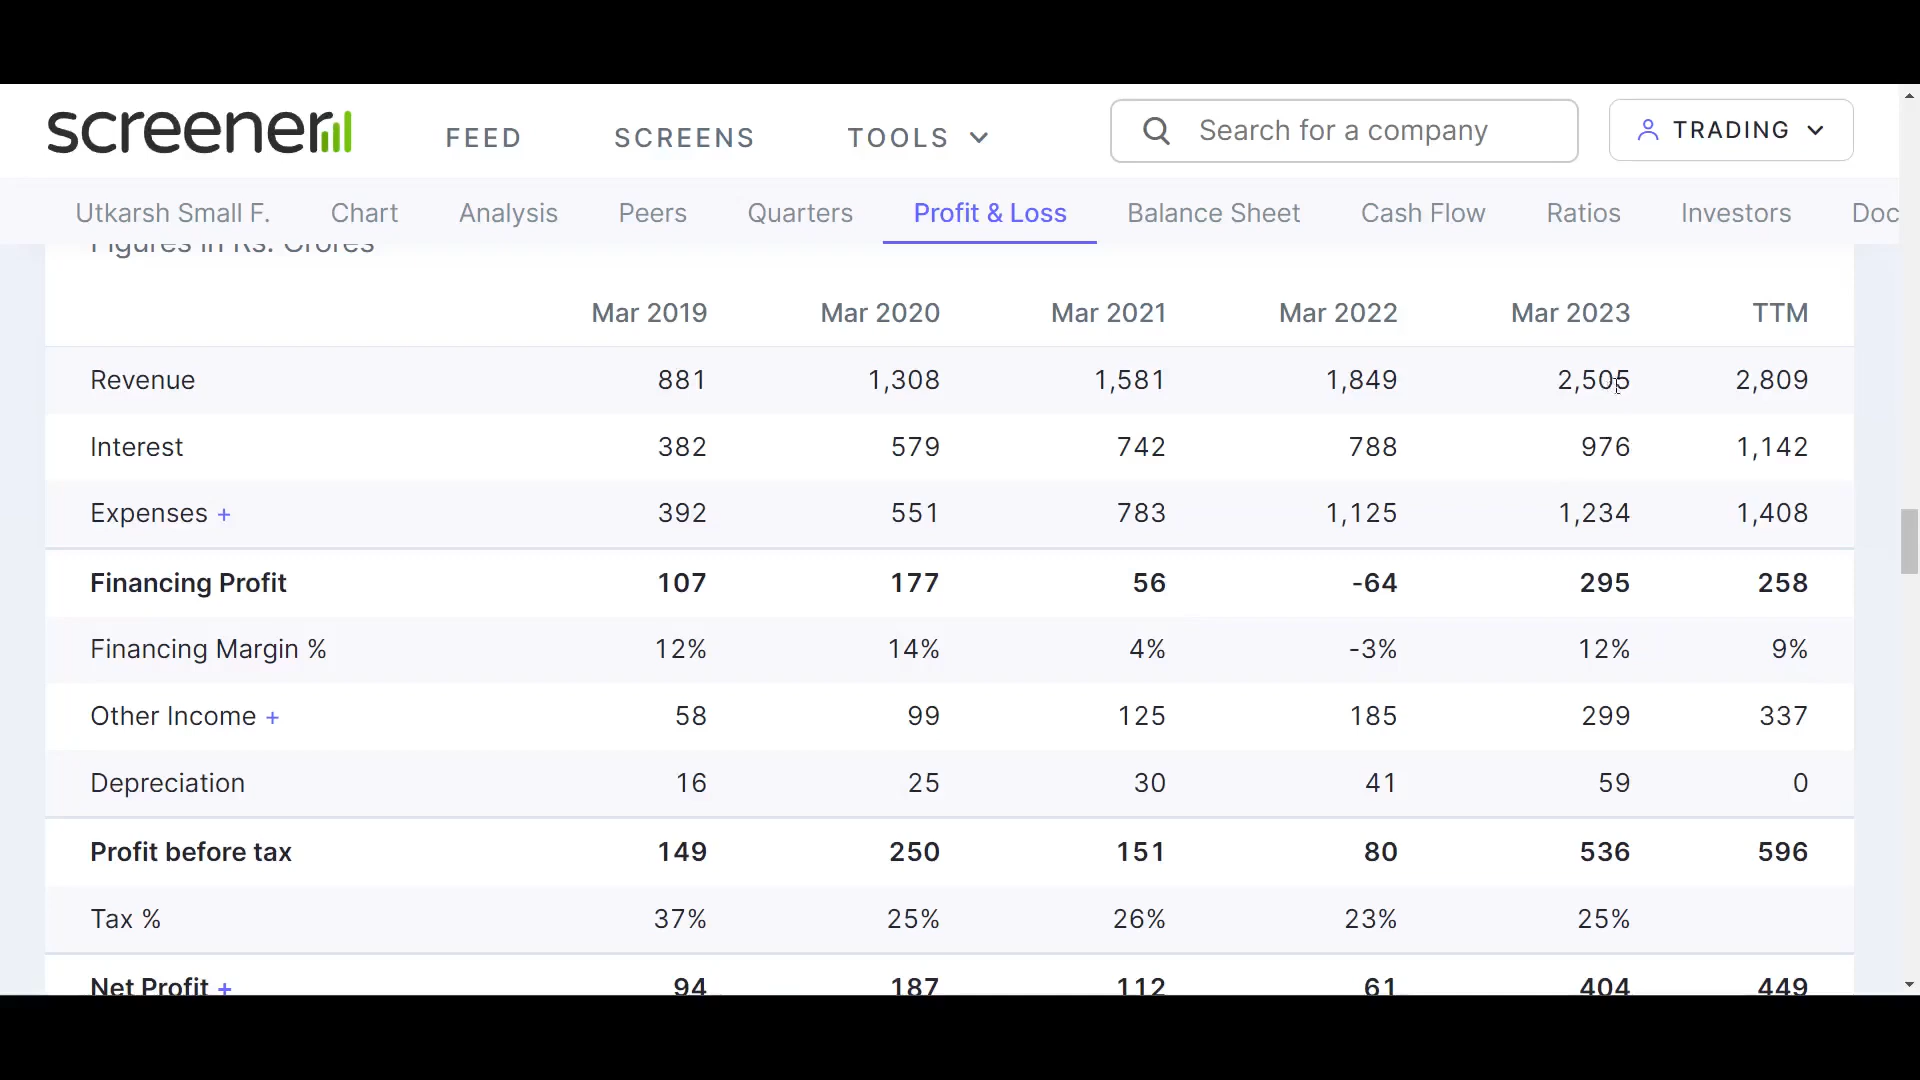 screener FEED SCREENS TOOLS Search for a company TRADING
Utkarsh Small F. Chart Analysis Peers Quarters Profit & Loss Balance Sheet Cash Flow Ratios Investors Doc
Figures in Rs. Crores
Mar 2019 Mar 2020 Mar 2021 Mar 2022 Mar 2023 TTM
Revenue 881 1,308 1,581 1,849 2,505 2,809
Interest 382 579 742 788 976 1,142
Expenses + 392 551 783 1,125 1,234 1,408
Financing Profit 107 177 56 -64 295 258
Financing Margin % 12% 14% 4% -3% 12% 9%
Other Income + 58 99 125 185 299 337
Depreciation 16 25 30 41 59 0
Profit before tax 149 250 151 80 536 596
Tax % 37% 25% 26% 23% 25%
Net Profit + 94 187 112 61 404 449